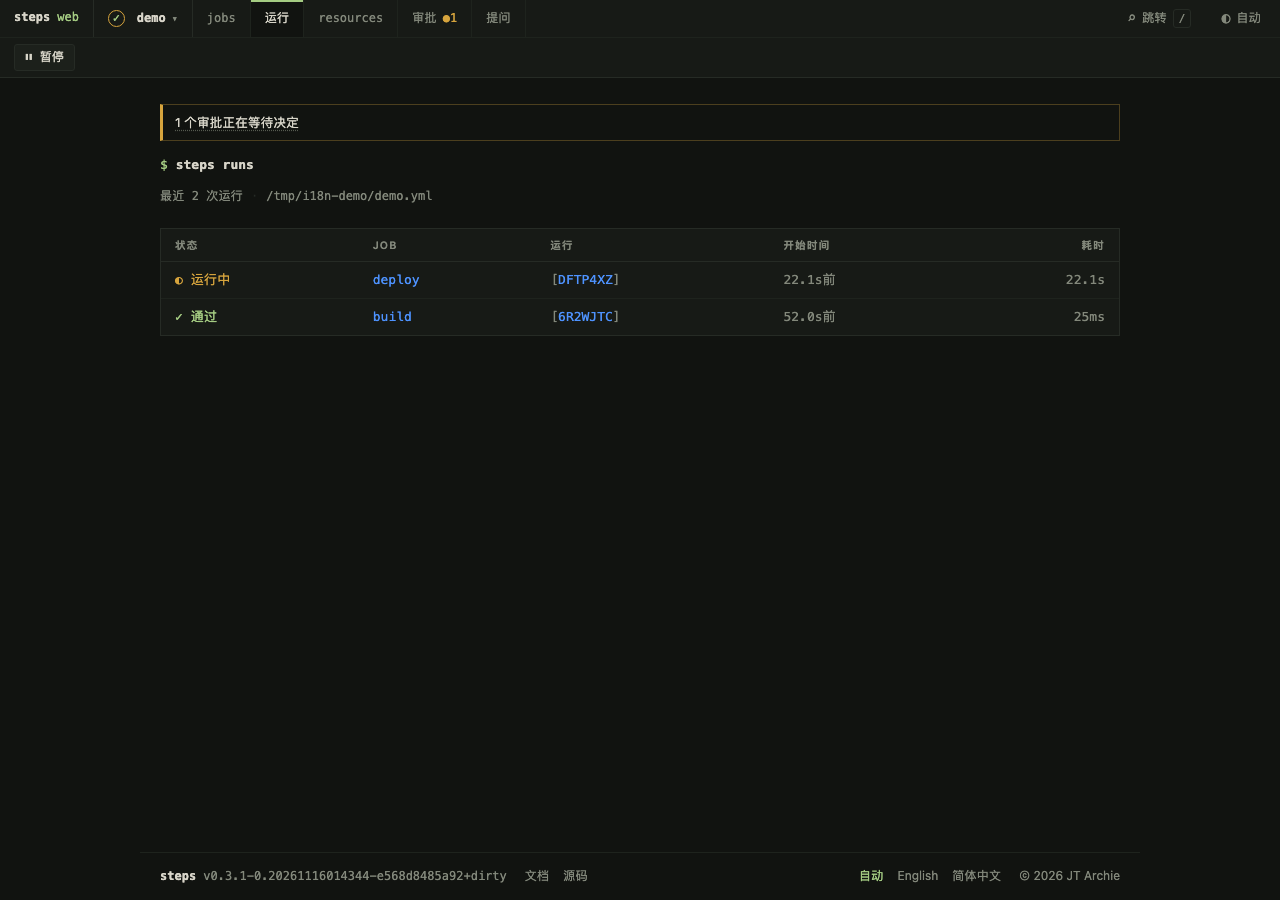 steps web ✓ demo ▾ jobs 运行 resources 审批 ●1 提问 ⌕ 跳转 / ◐ 自动
⏸ 暂停
1 个审批正在等待决定
$ steps runs
最近 2 次运行 · /tmp/i18n-demo/demo.yml
状态 JOB 运行 开始时间 耗时
◐ 运行中 deploy [DFTP4XZ] 22.1s前 22.1s
✓ 通过 build [6R2WJTC] 52.0s前 25ms
steps v0.3.1-0.20261116014344-e568d8485a92+dirty 文档 源码 自动 English 简体中文 © 2026 JT Archie